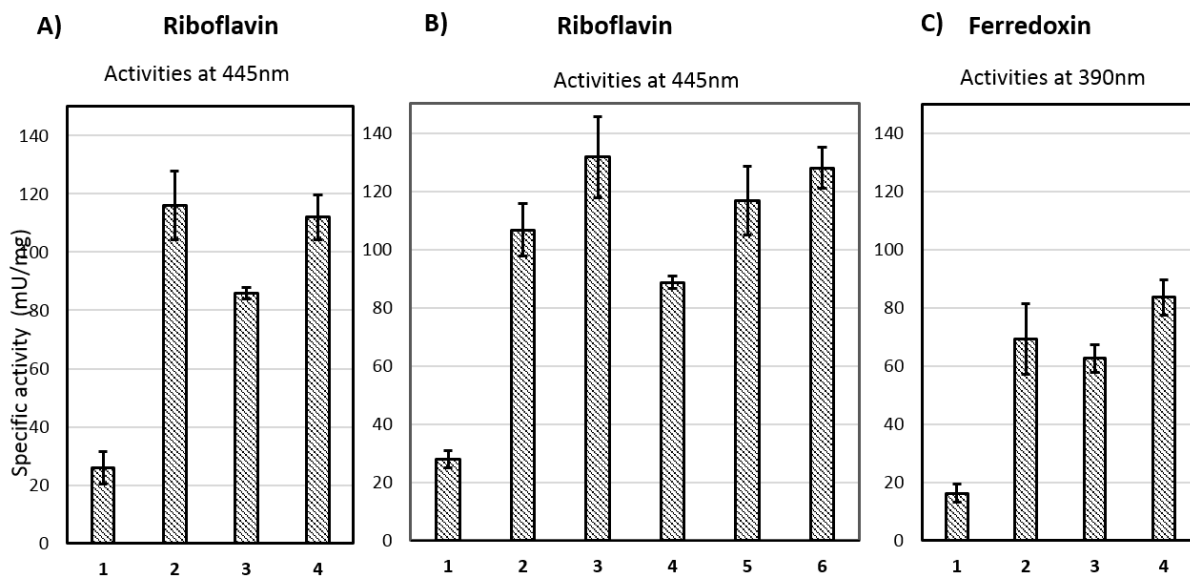 A) Riboflavin
Activities at 445nm
Specific activity (mU/mg)
140
120
100
80
60
40
20
0
1 2 3 4
B) Riboflavin
Activities at 445nm
140
120
100
80
60
40
20
0
1 2 3 4 5 6
C) Ferredoxin
Activities at 390nm
140
120
100
80
60
40
20
0
1 2 3 4